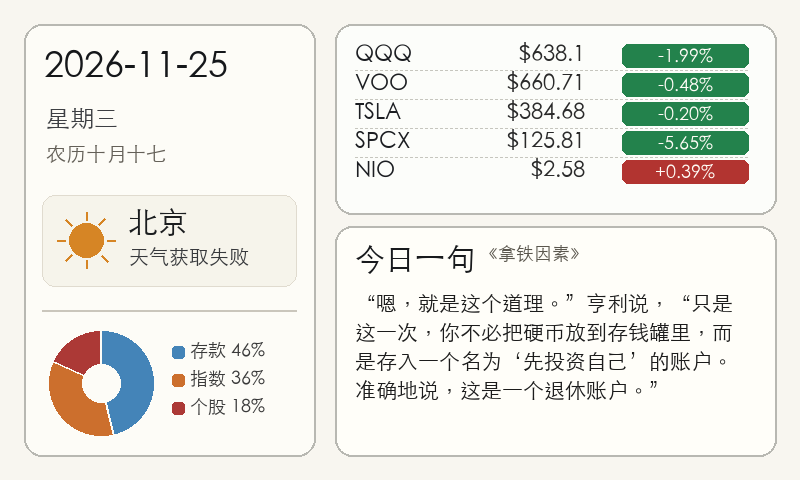 2026-11-25
星期三
农历十月十七
北京
天气获取失败
存款 46%
指数 36%
个股 18%
QQQ $638.1 -1.99%
VOO $660.71 -0.48%
TSLA $384.68 -0.20%
SPCX $125.81 -5.65%
NIO $2.58 +0.39%
今日一句 《拿铁因素》
“嗯，就是这个道理。”亨利说，“只是
这一次，你不必把硬币放到存钱罐里，而
是存入一个名为‘先投资自己’的账户。
准确地说，这是一个退休账户。”